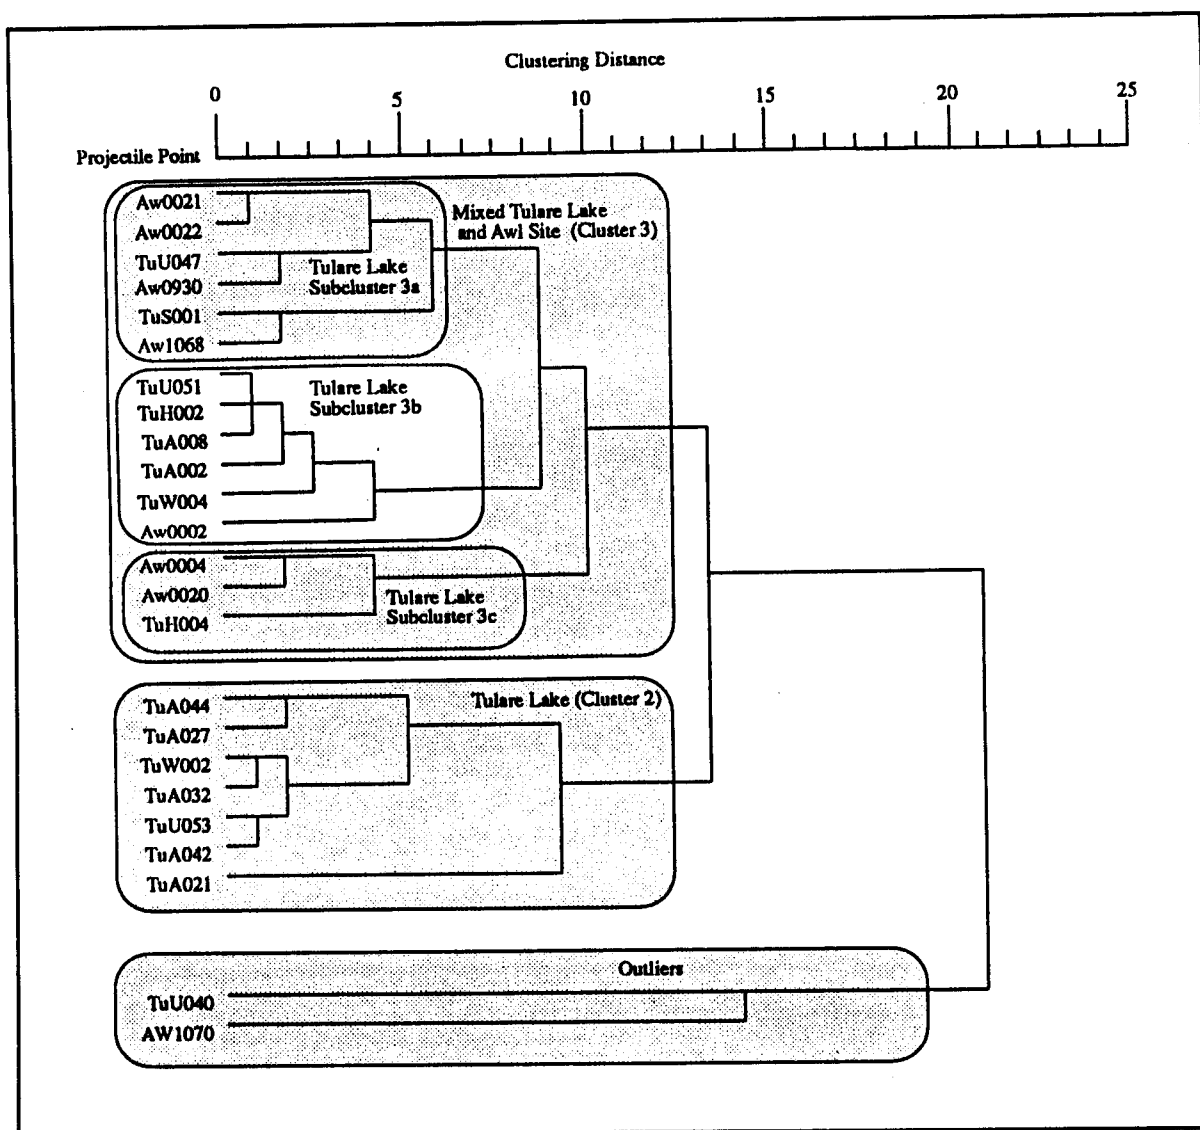 Clustering Distance
0 5 10 15 20 25
Projectile Point
Aw0021
Aw0022
TuU047
Aw0930
TuS001
Aw1068
Mixed Tulare Lake
and Awl Site (Cluster 3)
Tulare Lake
Subcluster 3a
TuU051
TuH002
TuA008
TuA002
TuW004
Aw0002
Tulare Lake
Subcluster 3b
Aw0004
Aw0020
TuH004
Tulare Lake
Subcluster 3c
Tulare Lake (Cluster 2)
TuA044
TuA027
TuW002
TuA032
TuU053
TuA042
TuA021
Outliers
TuU040
AW1070